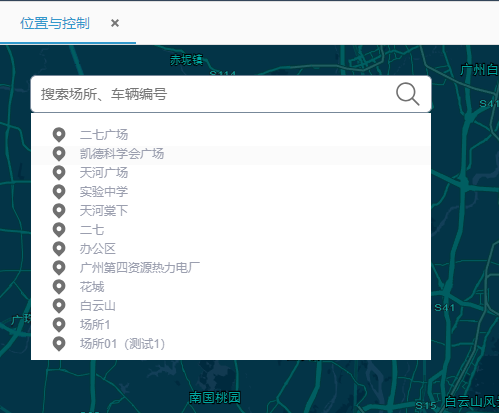 位置与控制 ×
赤坭镇
S114
广州白
搜索场所、车辆编号
S41
二七广场
凯德科学会广场
天河广场
实验中学
天河棠下
二七
办公区
广州第四资源热力电厂
花城
白云山
S41
场所1
广
场所01（测试1）
南国桃园
白云山风
S15